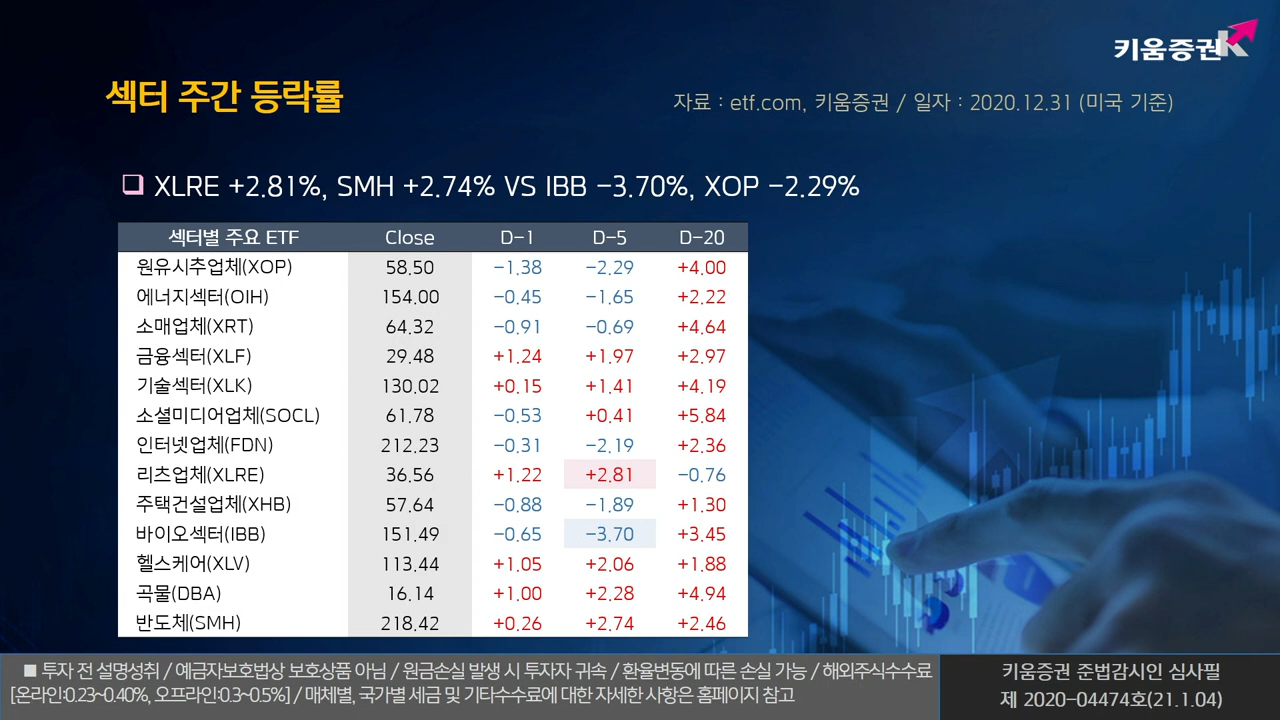 키움증권
섹터 주간 등락률
자료 : etf.com, 키움증권 / 일자 : 2020.12.31 (미국 기준)
❑ XLRE +2.81%, SMH +2.74% VS IBB -3.70%, XOP -2.29%
섹터별 주요 ETF Close D-1 D-5 D-20
원유시추업체(XOP) 58.50 -1.38 -2.29 +4.00
에너지섹터(OIH) 154.00 -0.45 -1.65 +2.22
소매업체(XRT) 64.32 -0.91 -0.69 +4.64
금융섹터(XLF) 29.48 +1.24 +1.97 +2.97
기술섹터(XLK) 130.02 +0.15 +1.41 +4.19
소셜미디어업체(SOCL) 61.78 -0.53 +0.41 +5.84
인터넷업체(FDN) 212.23 -0.31 -2.19 +2.36
리츠업체(XLRE) 36.56 +1.22 +2.81 -0.76
주택건설업체(XHB) 57.64 -0.88 -1.89 +1.30
바이오섹터(IBB) 151.49 -0.65 -3.70 +3.45
헬스케어(XLV) 113.44 +1.05 +2.06 +1.88
곡물(DBA) 16.14 +1.00 +2.28 +4.94
반도체(SMH) 218.42 +0.26 +2.74 +2.46
■ 투자 전 설명성취 / 예금자보호법상 보호상품 아님 / 원금손실 발생 시 투자자 귀속 / 환율변동에 따른 손실 가능 / 해외주식수수료
[온라인:0.23~0.40%, 오프라인:0.3~0.5%] / 매체별, 국가별 세금 및 기타수수료에 대한 자세한 사항은 홈페이지 참고
키움증권 준법감시인 심사필
제 2020-04474호(21.1.04)